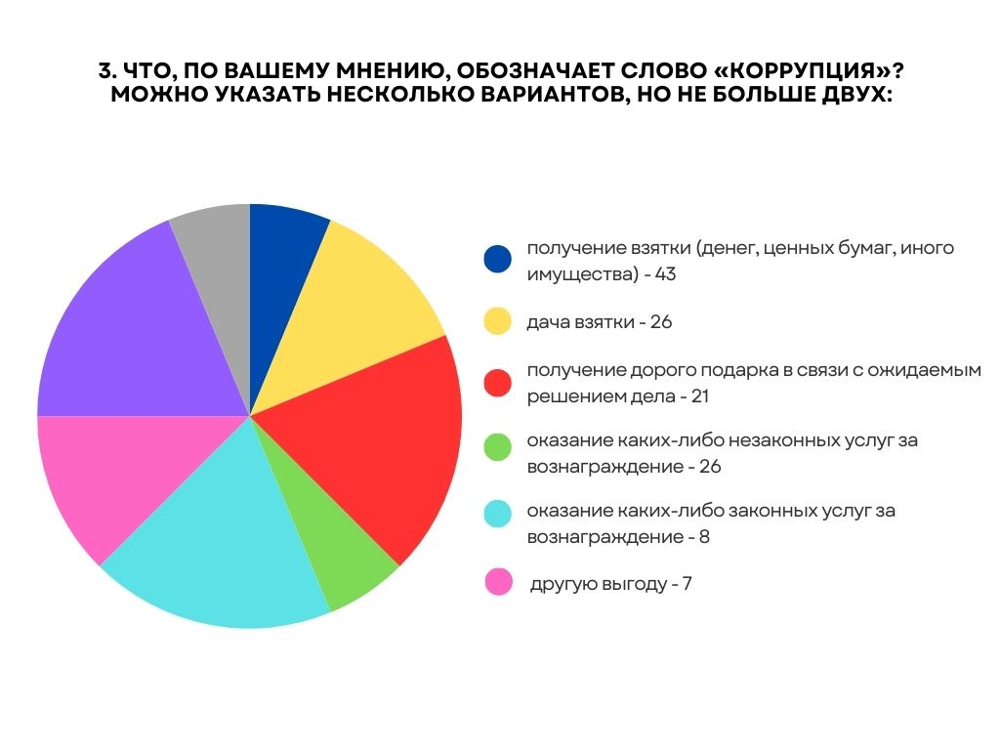 3. ЧТО, ПО ВАШЕМУ МНЕНИЮ, ОБОЗНАЧАЕТ СЛОВО «КОРРУПЦИЯ»?
МОЖНО УКАЗАТЬ НЕСКОЛЬКО ВАРИАНТОВ, НО НЕ БОЛЬШЕ ДВУХ:
получение взятки (денег, ценных бумаг, иного
имущества) - 43
дача взятки - 26
получение дорого подарка в связи с ожидаемым
решением дела - 21
оказание каких-либо незаконных услуг за
вознаграждение - 26
оказание каких-либо законных услуг за
вознаграждение - 8
другую выгоду - 7